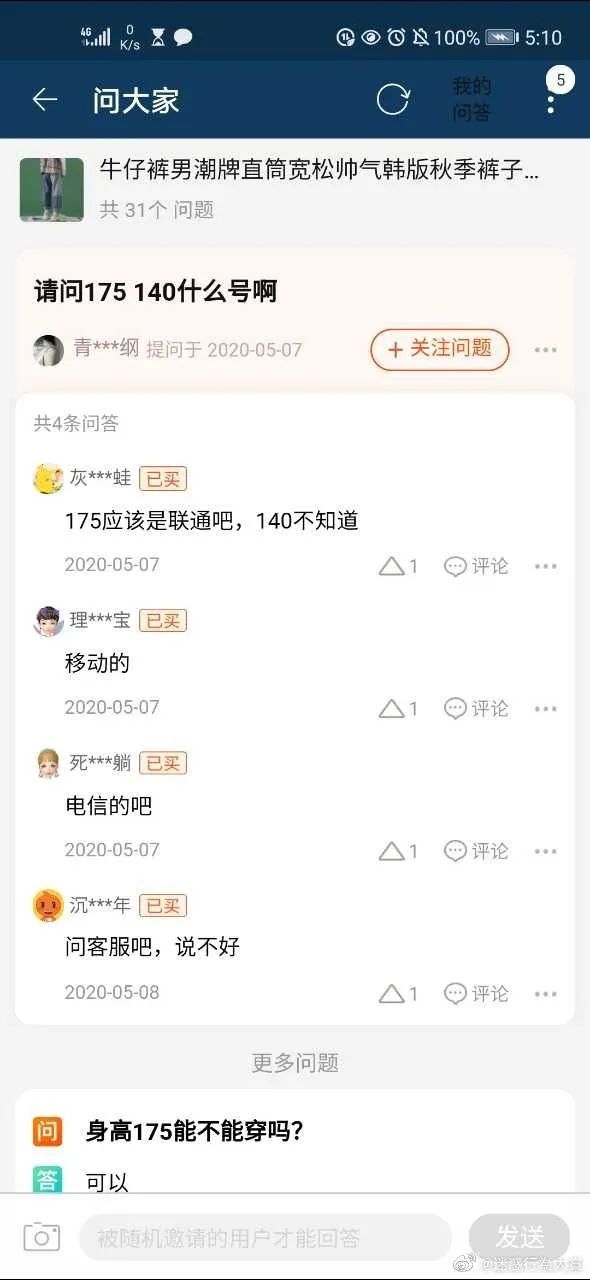 4G 0 K/s 100% 5:10
问大家
我的
问答
5
牛仔裤男潮牌直筒宽松帅气韩版秋季裤子...
共 31个 问题
请问175 140什么号啊
青***纲 提问于 2020-05-07 + 关注问题
共4条问答
灰***蛙 已买
175应该是联通吧，140不知道
2020-05-07 1 评论
理***宝 已买
移动的
2020-05-07 1 评论
死***躺 已买
电信的吧
2020-05-07 1 评论
沉***年 已买
问客服吧，说不好
2020-05-08 1 评论
更多问题
问 身高175能不能穿吗？
答 可以
被随机邀请的用户才能回答 发送